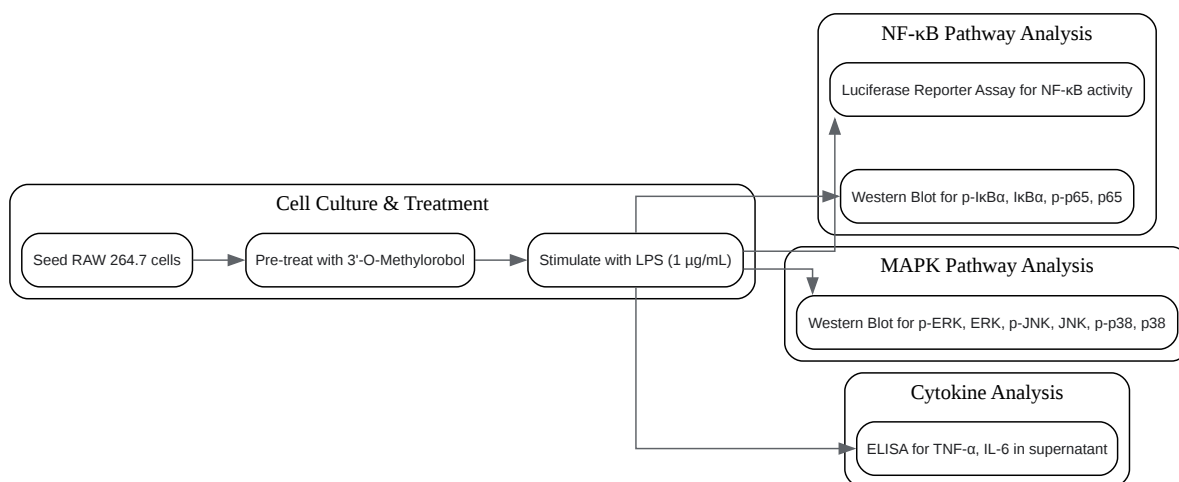 Cell Culture & Treatment
Seed RAW 264.7 cells
Pre-treat with 3'-O-Methylorobol
Stimulate with LPS (1 µg/mL)
NF-κB Pathway Analysis
Luciferase Reporter Assay for NF-κB activity
Western Blot for p-IκBα, IκBα, p-p65, p65
MAPK Pathway Analysis
Western Blot for p-ERK, ERK, p-JNK, JNK, p-p38, p38
Cytokine Analysis
ELISA for TNF-α, IL-6 in supernatant